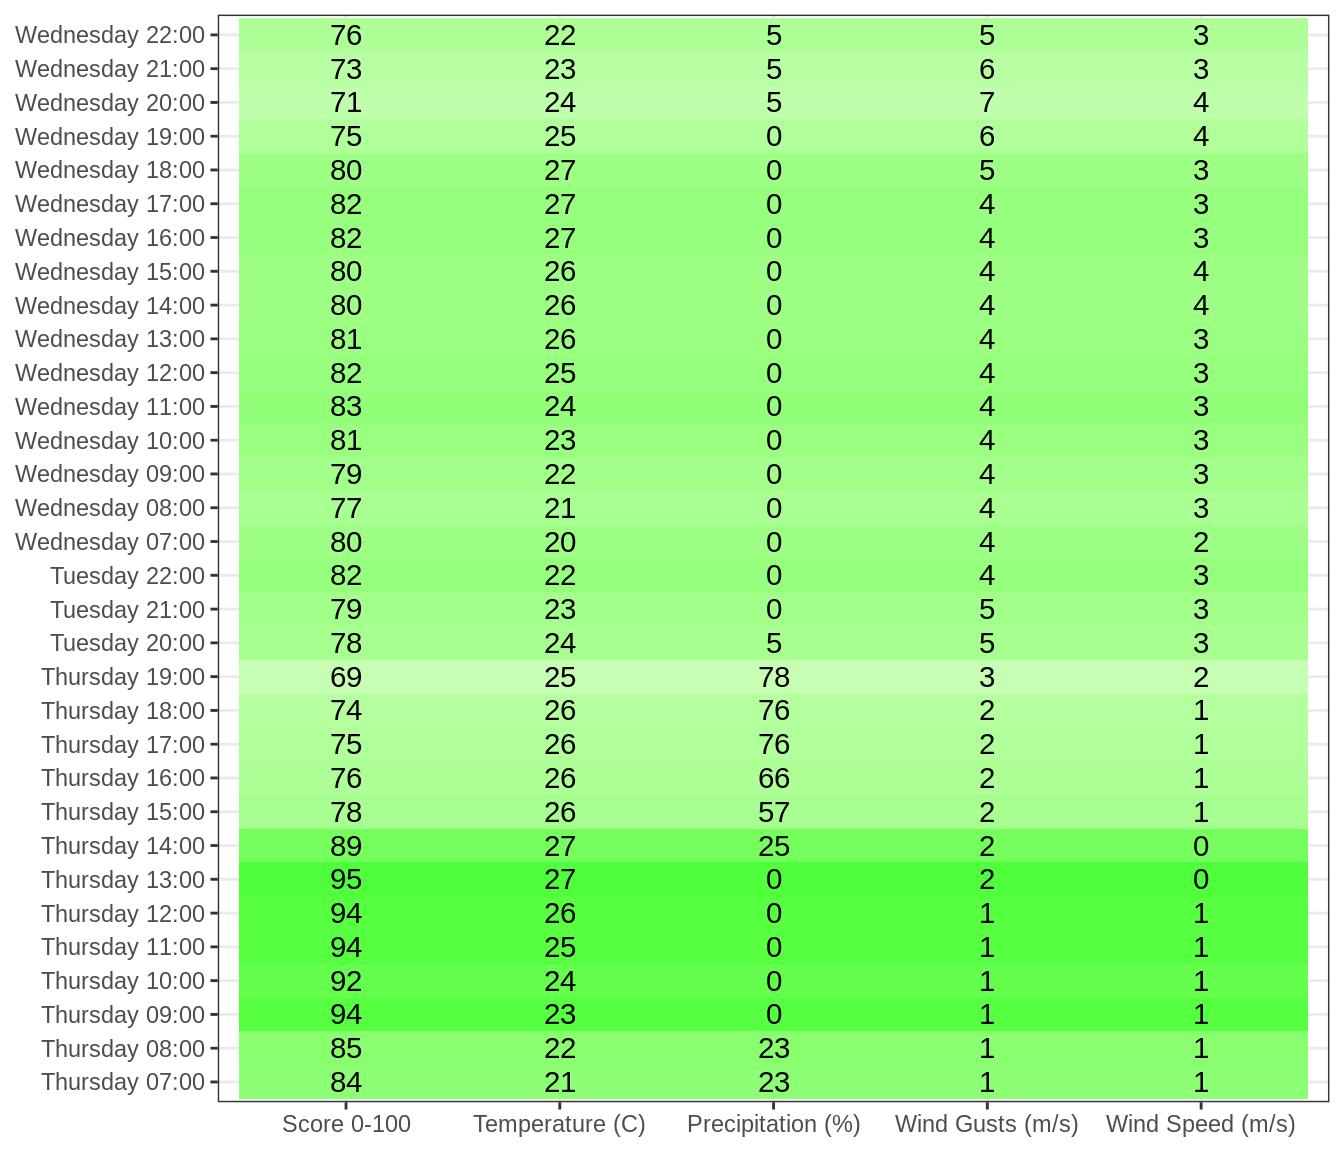 Wednesday 22:00 76 22 5 5 3
Wednesday 21:00 73 23 5 6 3
Wednesday 20:00 71 24 5 7 4
Wednesday 19:00 75 25 0 6 4
Wednesday 18:00 80 27 0 5 3
Wednesday 17:00 82 27 0 4 3
Wednesday 16:00 82 27 0 4 3
Wednesday 15:00 80 26 0 4 4
Wednesday 14:00 80 26 0 4 4
Wednesday 13:00 81 26 0 4 3
Wednesday 12:00 82 25 0 4 3
Wednesday 11:00 83 24 0 4 3
Wednesday 10:00 81 23 0 4 3
Wednesday 09:00 79 22 0 4 3
Wednesday 08:00 77 21 0 4 3
Wednesday 07:00 80 20 0 4 2
Tuesday 22:00 82 22 0 4 3
Tuesday 21:00 79 23 0 5 3
Tuesday 20:00 78 24 5 5 3
Thursday 19:00 69 25 78 3 2
Thursday 18:00 74 26 76 2 1
Thursday 17:00 75 26 76 2 1
Thursday 16:00 76 26 66 2 1
Thursday 15:00 78 26 57 2 1
Thursday 14:00 89 27 25 2 0
Thursday 13:00 95 27 0 2 0
Thursday 12:00 94 26 0 1 1
Thursday 11:00 94 25 0 1 1
Thursday 10:00 92 24 0 1 1
Thursday 09:00 94 23 0 1 1
Thursday 08:00 85 22 23 1 1
Thursday 07:00 84 21 23 1 1
Score 0-100 Temperature (C) Precipitation (%) Wind Gusts (m/s) Wind Speed (m/s)